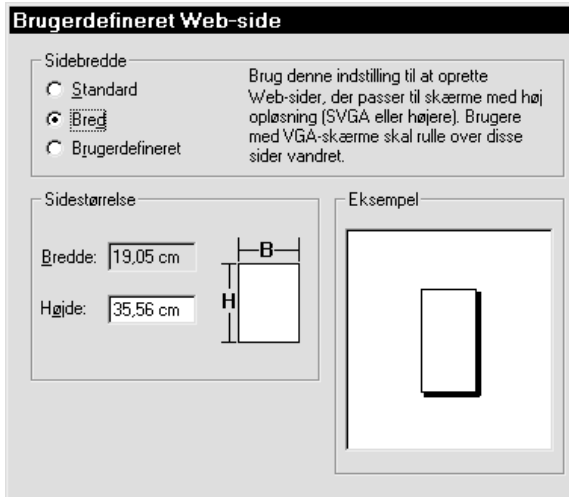 Brugerdefineret Web-side
Sidebredde
Standard
Bred
Brugerdefineret
Brug denne indstilling til at oprette
Web-sider, der passer til skærme med høj
opløsning (SVGA eller højere). Brugere
med VGA-skærme skal rulle over disse
sider vandret.
Sidestørrelse
Bredde: 19,05 cm
Højde: 35,56 cm
B
H
Eksempel